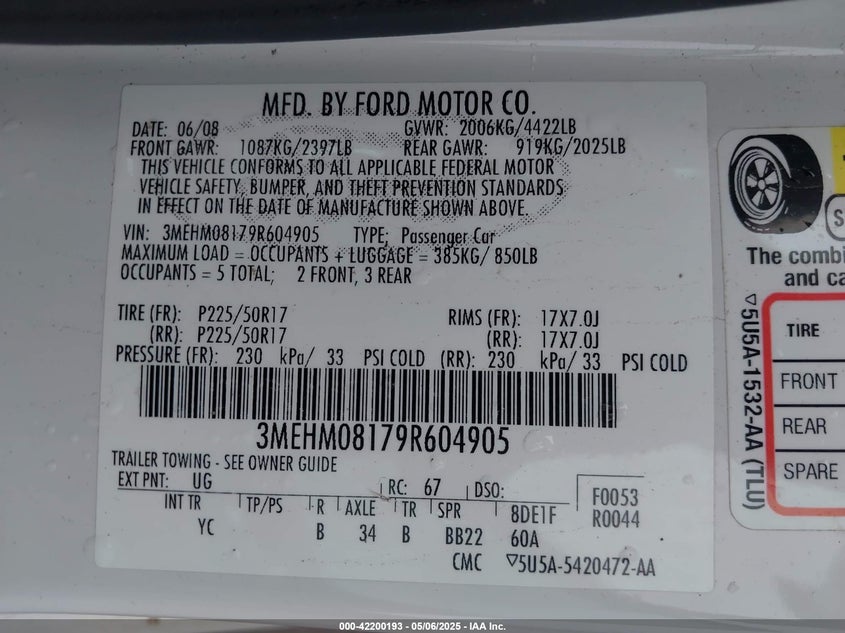 MFD. BY FORD MOTOR CO.
DATE: 06/08 GVWR: 2006KG/4422LB
FRONT GAWR: 1087KG/2397LB REAR GAWR: 919KG/2025LB
THIS VEHICLE CONFORMS TO ALL APPLICABLE FEDERAL MOTOR
VEHICLE SAFETY, BUMPER, AND THEFT PREVENTION STANDARDS
IN EFFECT ON THE DATE OF MANUFACTURE SHOWN ABOVE.
VIN: 3MEHM08179R604905 TYPE; Passenger Car
MAXIMUM LOAD = OCCUPANTS + LUGGAGE = 385KG/ 850LB
OCCUPANTS = 5 TOTAL; 2 FRONT, 3 REAR
TIRE (FR): P225/50R17 RIMS (FR): 17X7.0J
(RR): P225/50R17 (RR): 17X7.0J
PRESSURE (FR): 230 kPa/ 33 PSI COLD (RR): 230 kPa/ 33 PSI COLD
3MEHM08179R604905
TRAILER TOWING - SEE OWNER GUIDE
EXT PNT: UG RC: 67 DSO: F0053
INT TR TP/PS R AXLE TR SPR 8DE1F R0044
YC B 34 B BB22 60A
CMC ▽5U5A-5420472-AA
S
The combi
and ca
▽5U5A-1532-AA (TLU)
TIRE
FRONT
REAR
SPARE
000-42200193 - 05/06/2025 - IAA Inc.